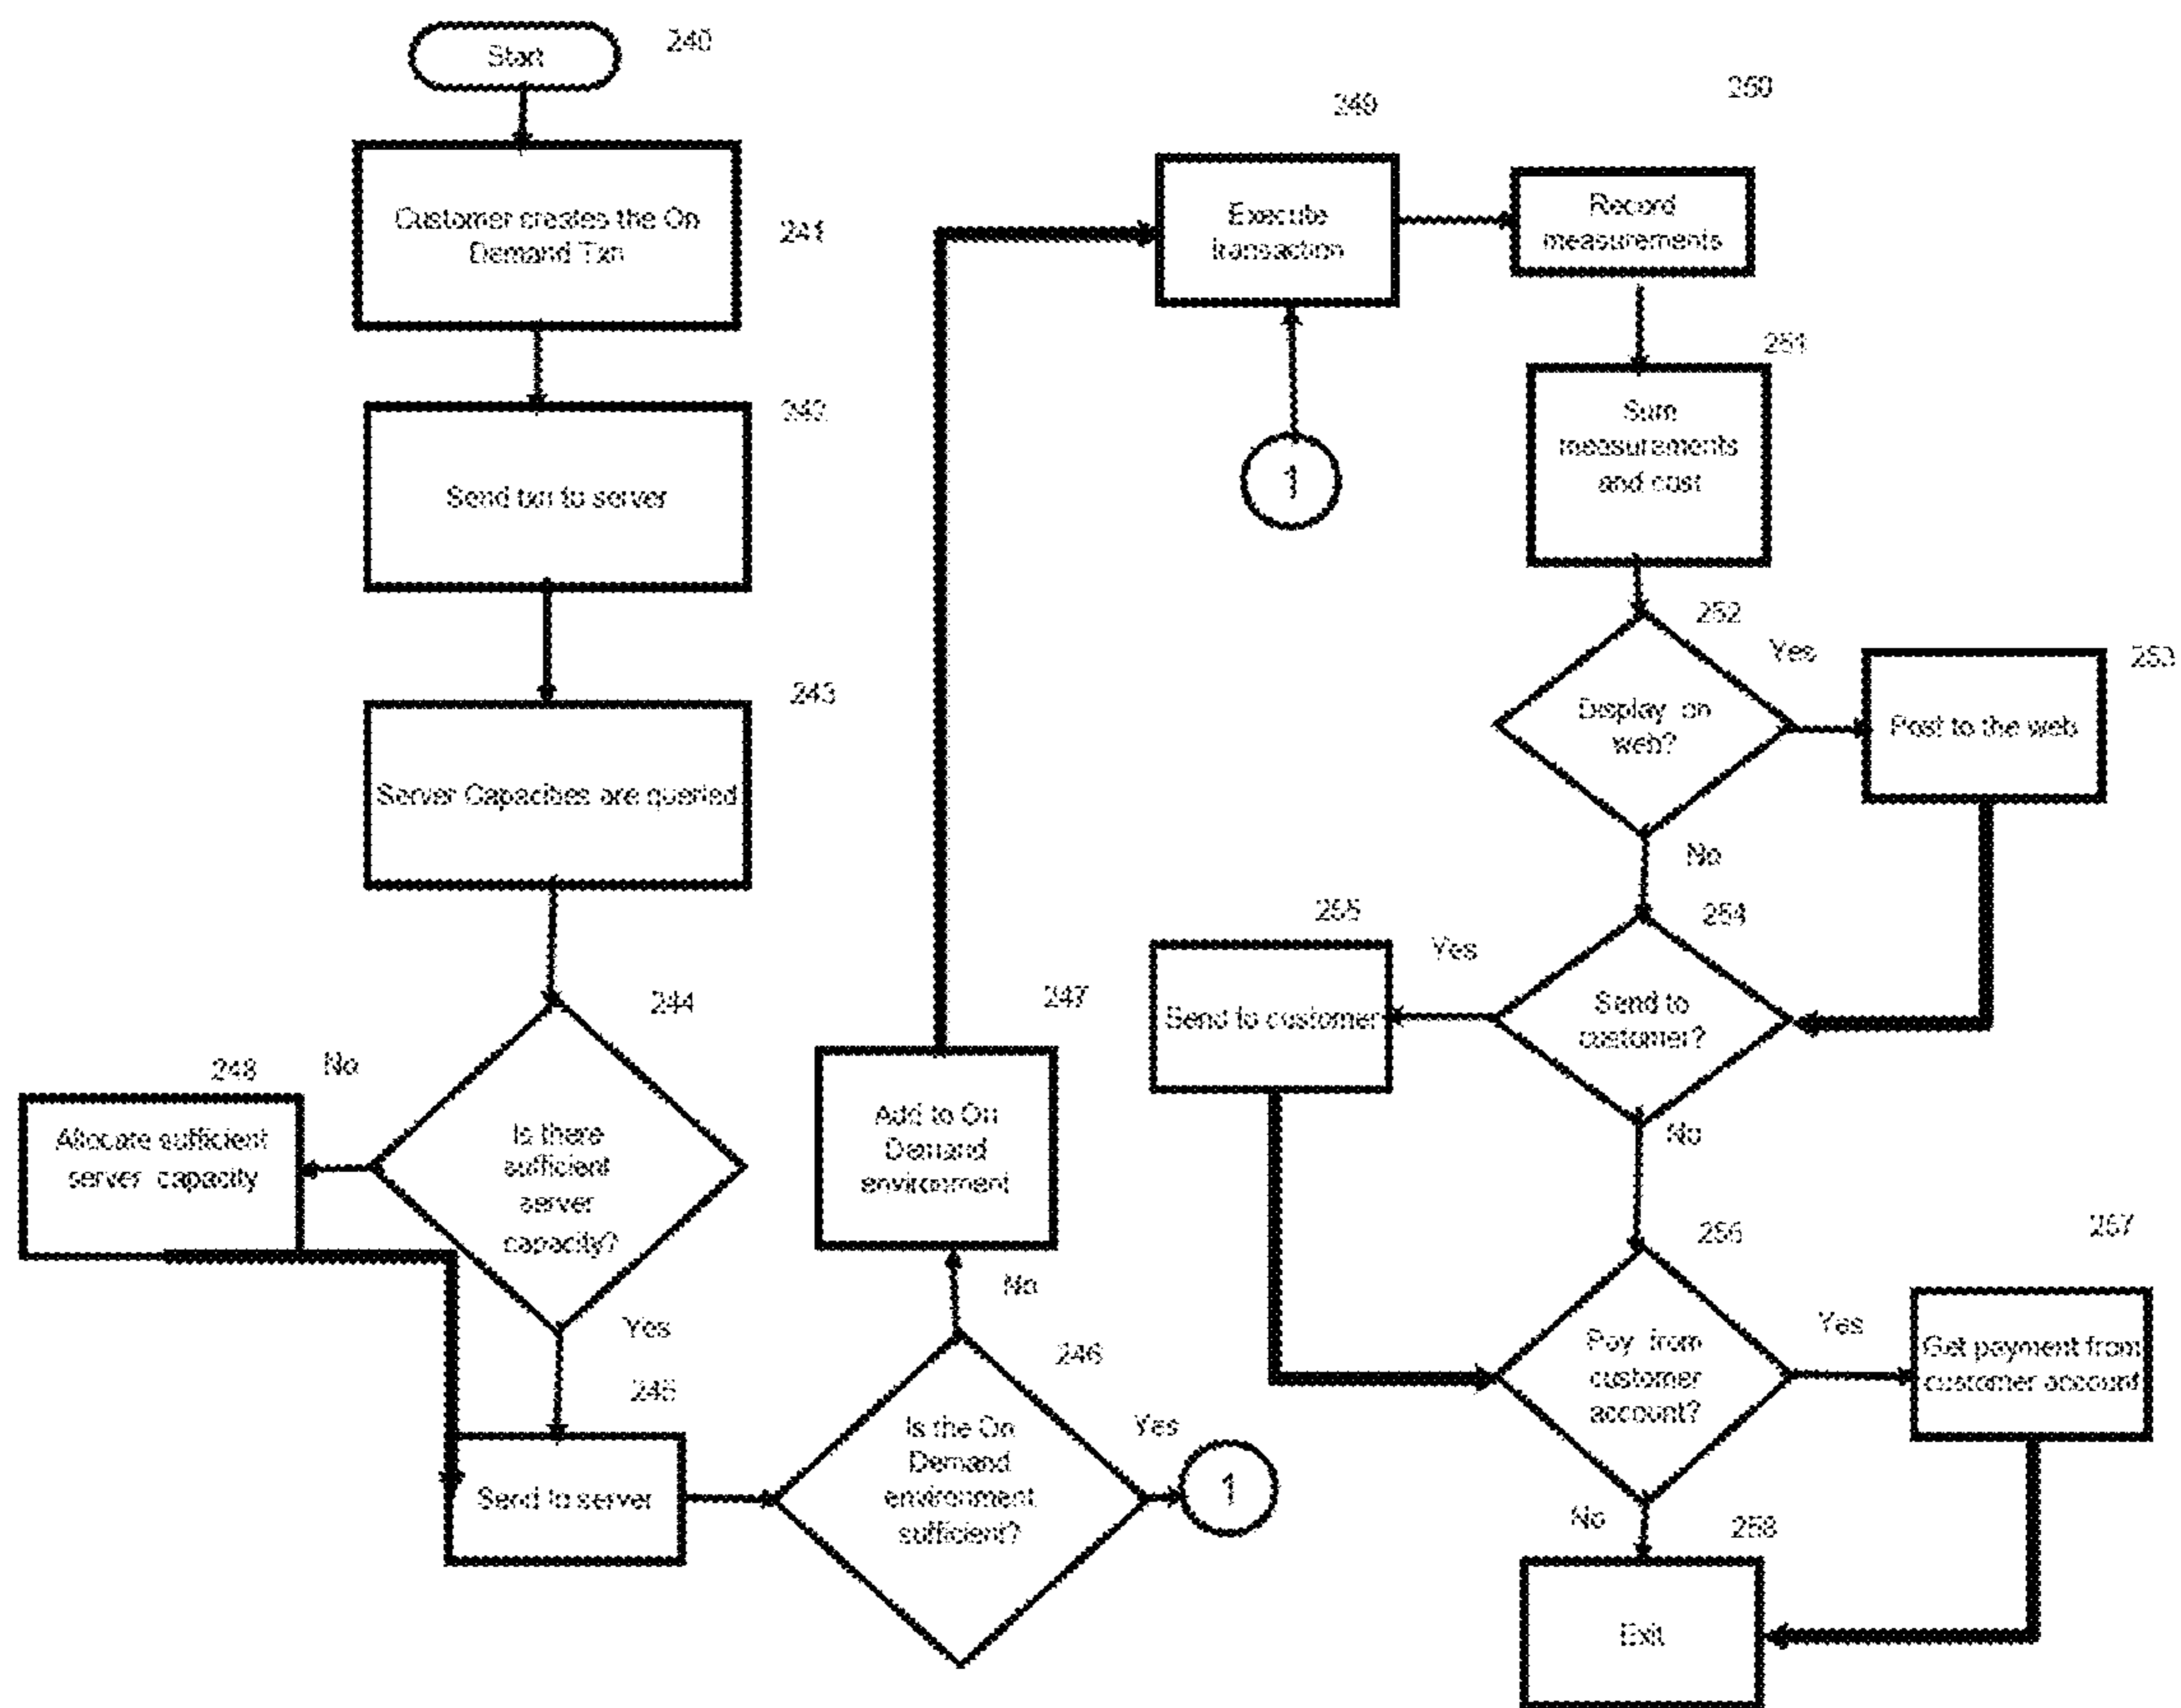 Start
240
Customer creates the On
Demand Txn
241
Send txn to server
242
Server Capacities are queried
243
Is there
sufficient
server
capacity?
244
No
Yes
Allocate sufficient
server capacity
248
Send to server
245
Is the On
Demand
environment
sufficient?
246
No
Yes
1
Add to On
Demand
environment
247
Execute
transaction
249
1
Record
measurements
250
Sum
measurements
and cost
251
Display on
web?
252
Yes
No
Post to the web
253
Send to
customer?
254
Yes
No
Send to customer
255
Pay from
customer
account?
256
Yes
No
Get payment from
customer account
257
Exit
258